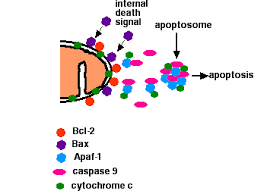 internal
death
signal
apoptosome
apoptosis
Bcl-2
Bax
Apaf-1
caspase 9
cytochrome c